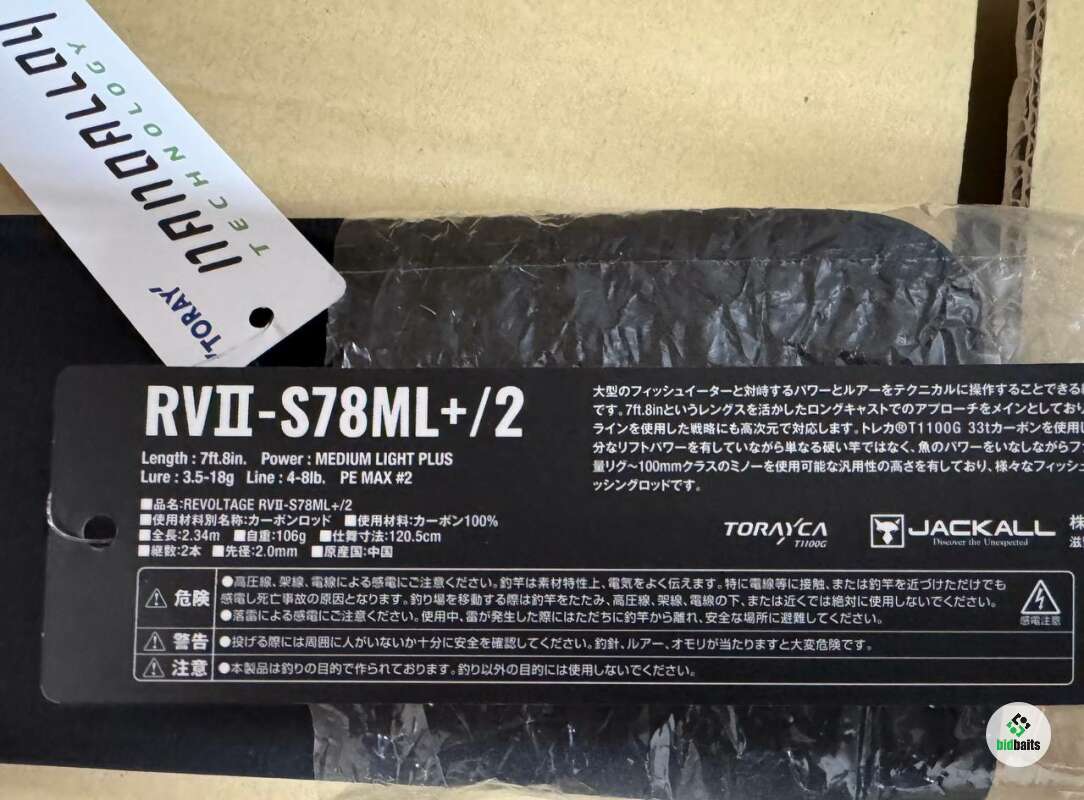 NANOALLOY
TECHNOLOGY
'TORAY'
RVⅡ-S78ML+/2
Length : 7ft.8in. Power : MEDIUM LIGHT PLUS
Lure : 3.5-18g Line : 4-8lb. PE MAX #2
■品名:REVOLTAGE RVⅡ-S78ML+/2
■使用材料別名称:カーボンロッド ■使用材料:カーボン100%
■全長:2.34m ■自重:106g ■仕舞寸法:120.5cm
■継数:2本 ■先径:2.0mm ■原産国:中国
大型のフィッシュイーターと対峙するパワーとルアーをテクニカルに操作することできる
です。7ft.8inというレングスを活かしたロングキャストでのアプローチをメインとしており
ラインを使用した戦略にも高次元で対応します。トレカ®T1100G 33tカーボンを使用し
分なリフトパワーを有していながら単なる硬い竿ではなく、魚のパワーをいなしながらフ
量リグ〜100mmクラスのミノーを使用可能な汎用性の高さを有しており、様々なフィッシ
ッシングロッドです。
TORAYCA
T1100G
JACKALL
Discover the Unexpected
株
滋
危険
●高圧線、架線、電線による感電にご注意ください。釣竿は素材特性上、電気をよく伝えます。特に電線等に接触、または釣竿を近づけただけでも
感電し死亡事故の原因となります。釣り場を移動する際は釣竿をたたみ、高圧線、架線、電線の下、または近くでは絶対に使用しないでください。
●落雷による感電にご注意ください。使用中、雷が発生した際にはただちに釣竿から離れ、安全な場所に避難してください。
感電注意
警告 ●投げる際には周囲に人がいないか十分に安全を確認してください。釣針、ルアー、オモリが当たりますと大変危険です。
注意 ●本製品は釣りの目的で作られております。釣り以外の目的には使用しないでください。
bidbaits